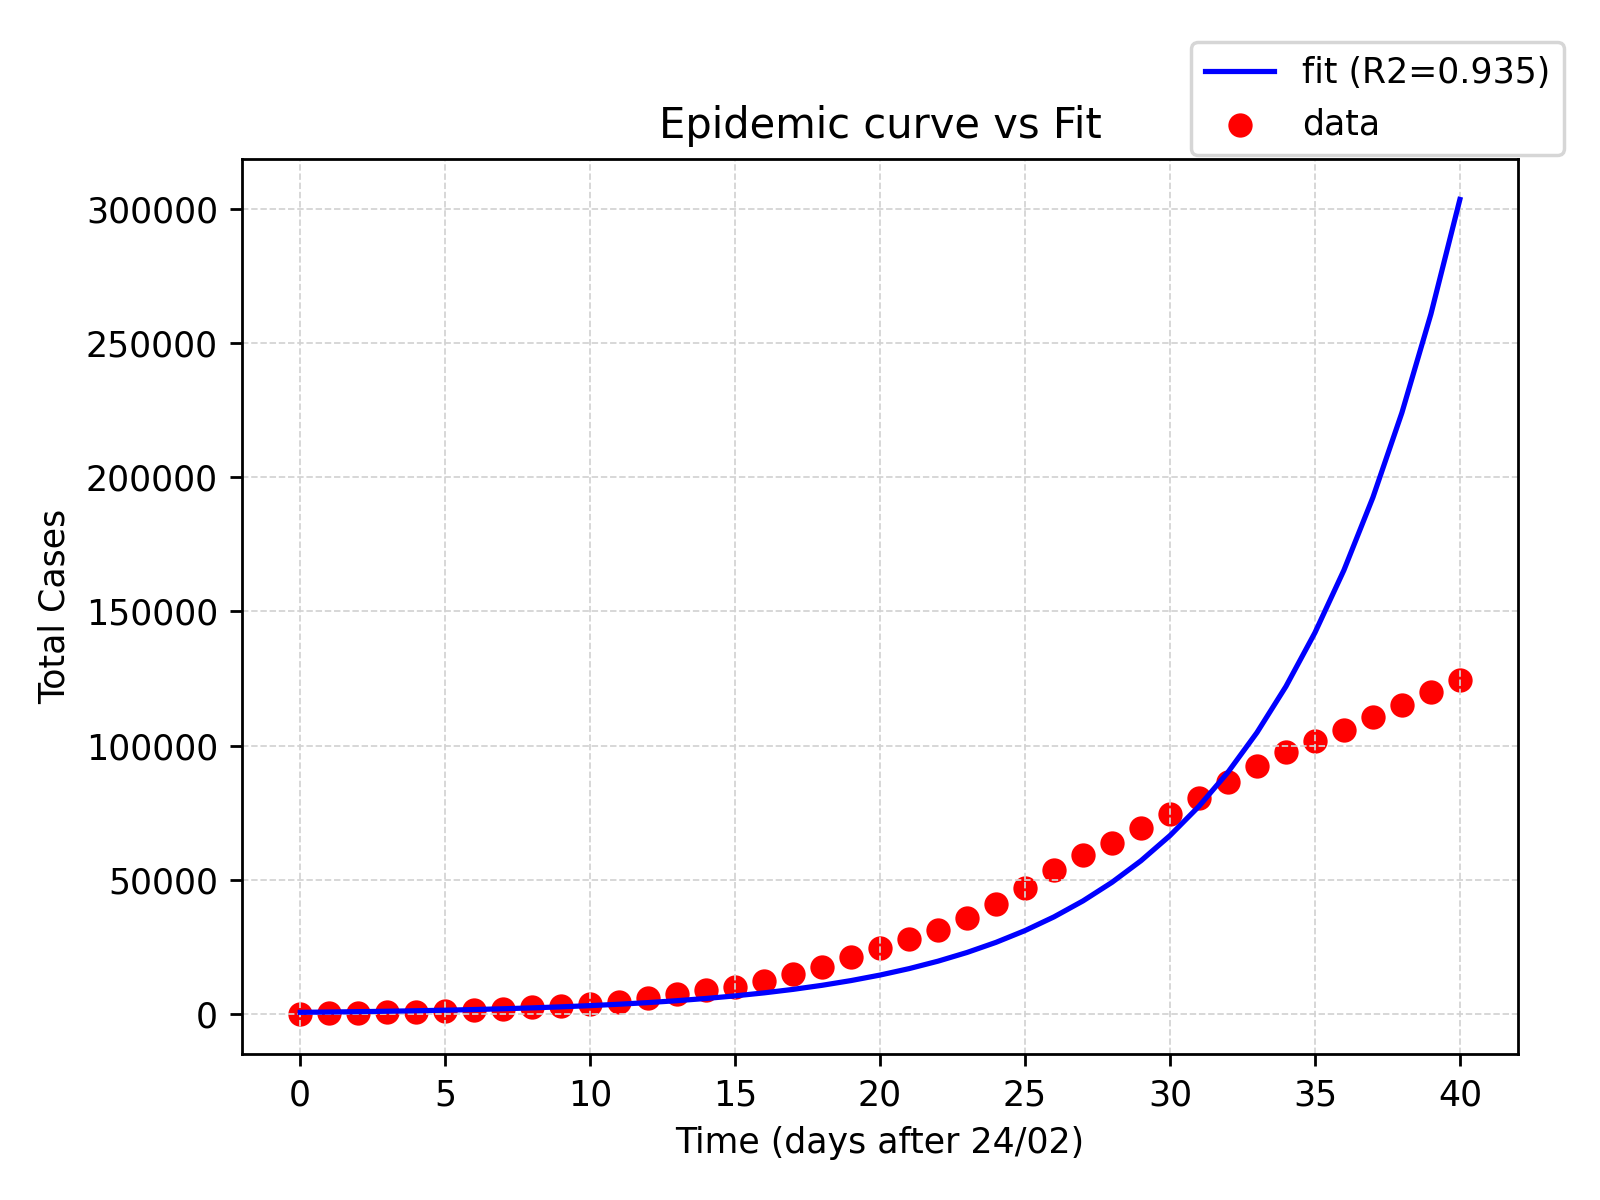 fit (R2=0.935)
data
Epidemic curve vs Fit
300000
250000
200000
150000
100000
50000
0
Total Cases
0 5 10 15 20 25 30 35 40
Time (days after 24/02)